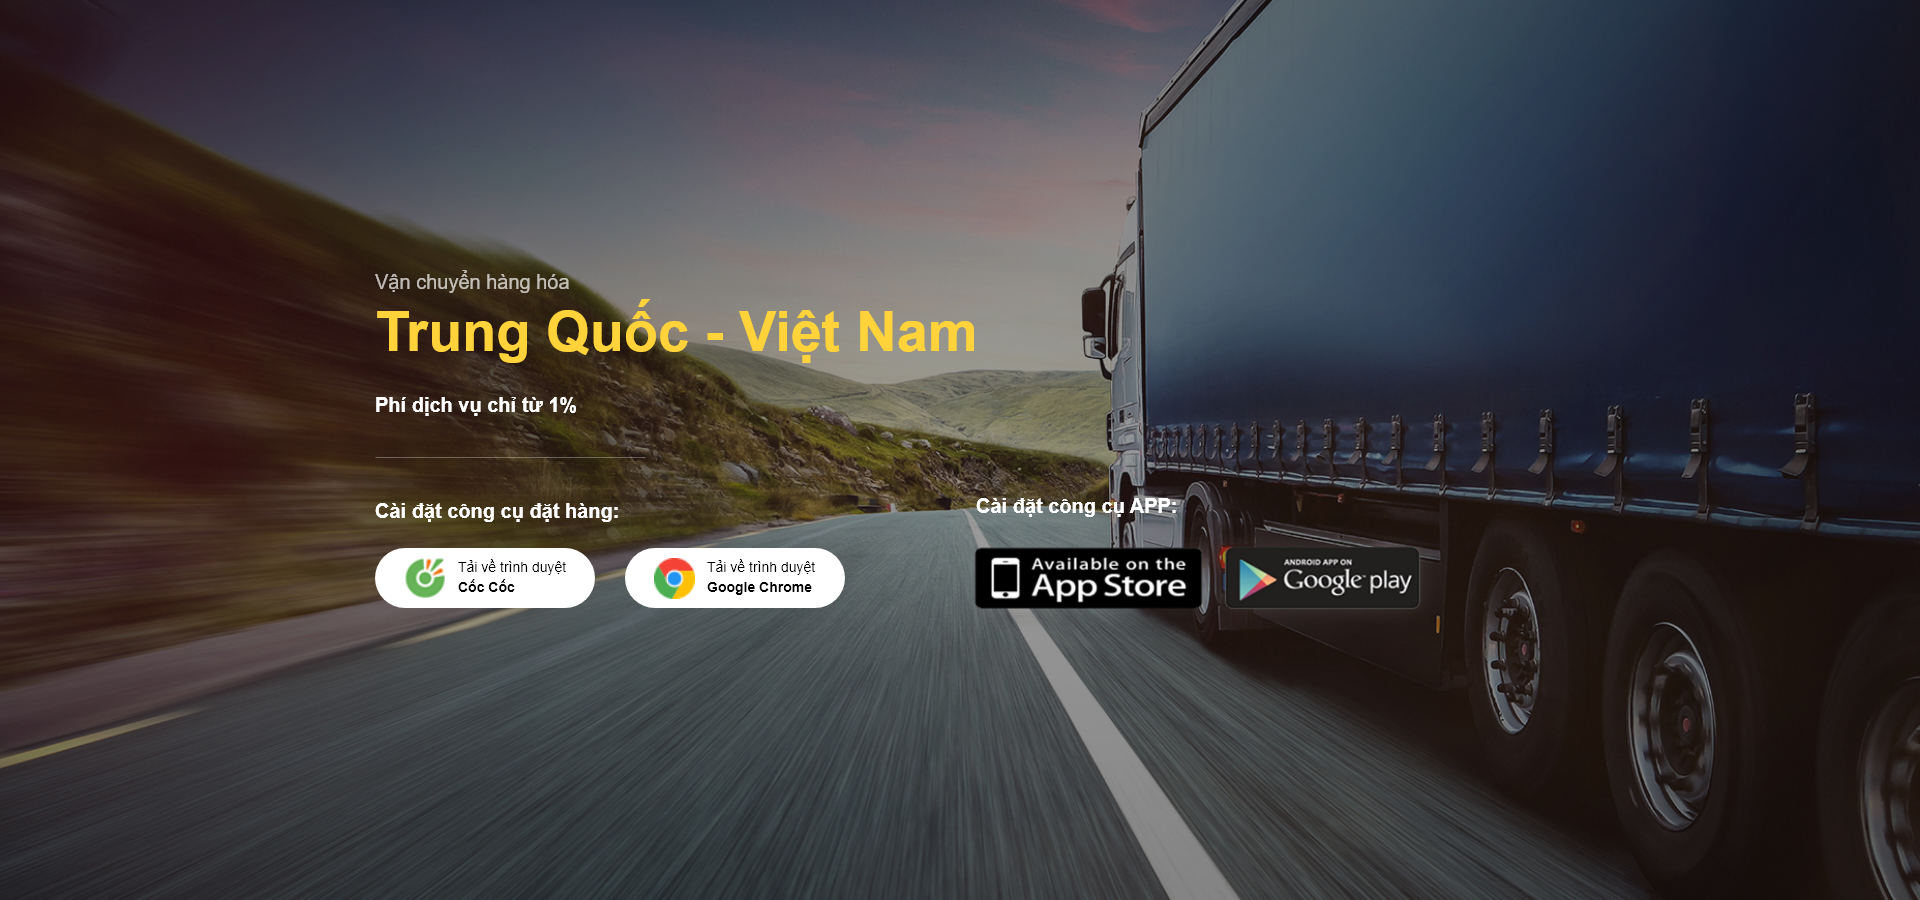 Vận chuyển hàng hóa
Trung Quốc - Việt Nam
Phí dịch vụ chỉ từ 1%
Cài đặt công cụ đặt hàng:
Tải về trình duyệt
Cốc Cốc
Tải về trình duyệt
Google Chrome
Cài đặt công cụ APP:
Available on the
App Store
ANDROID APP ON
Google play